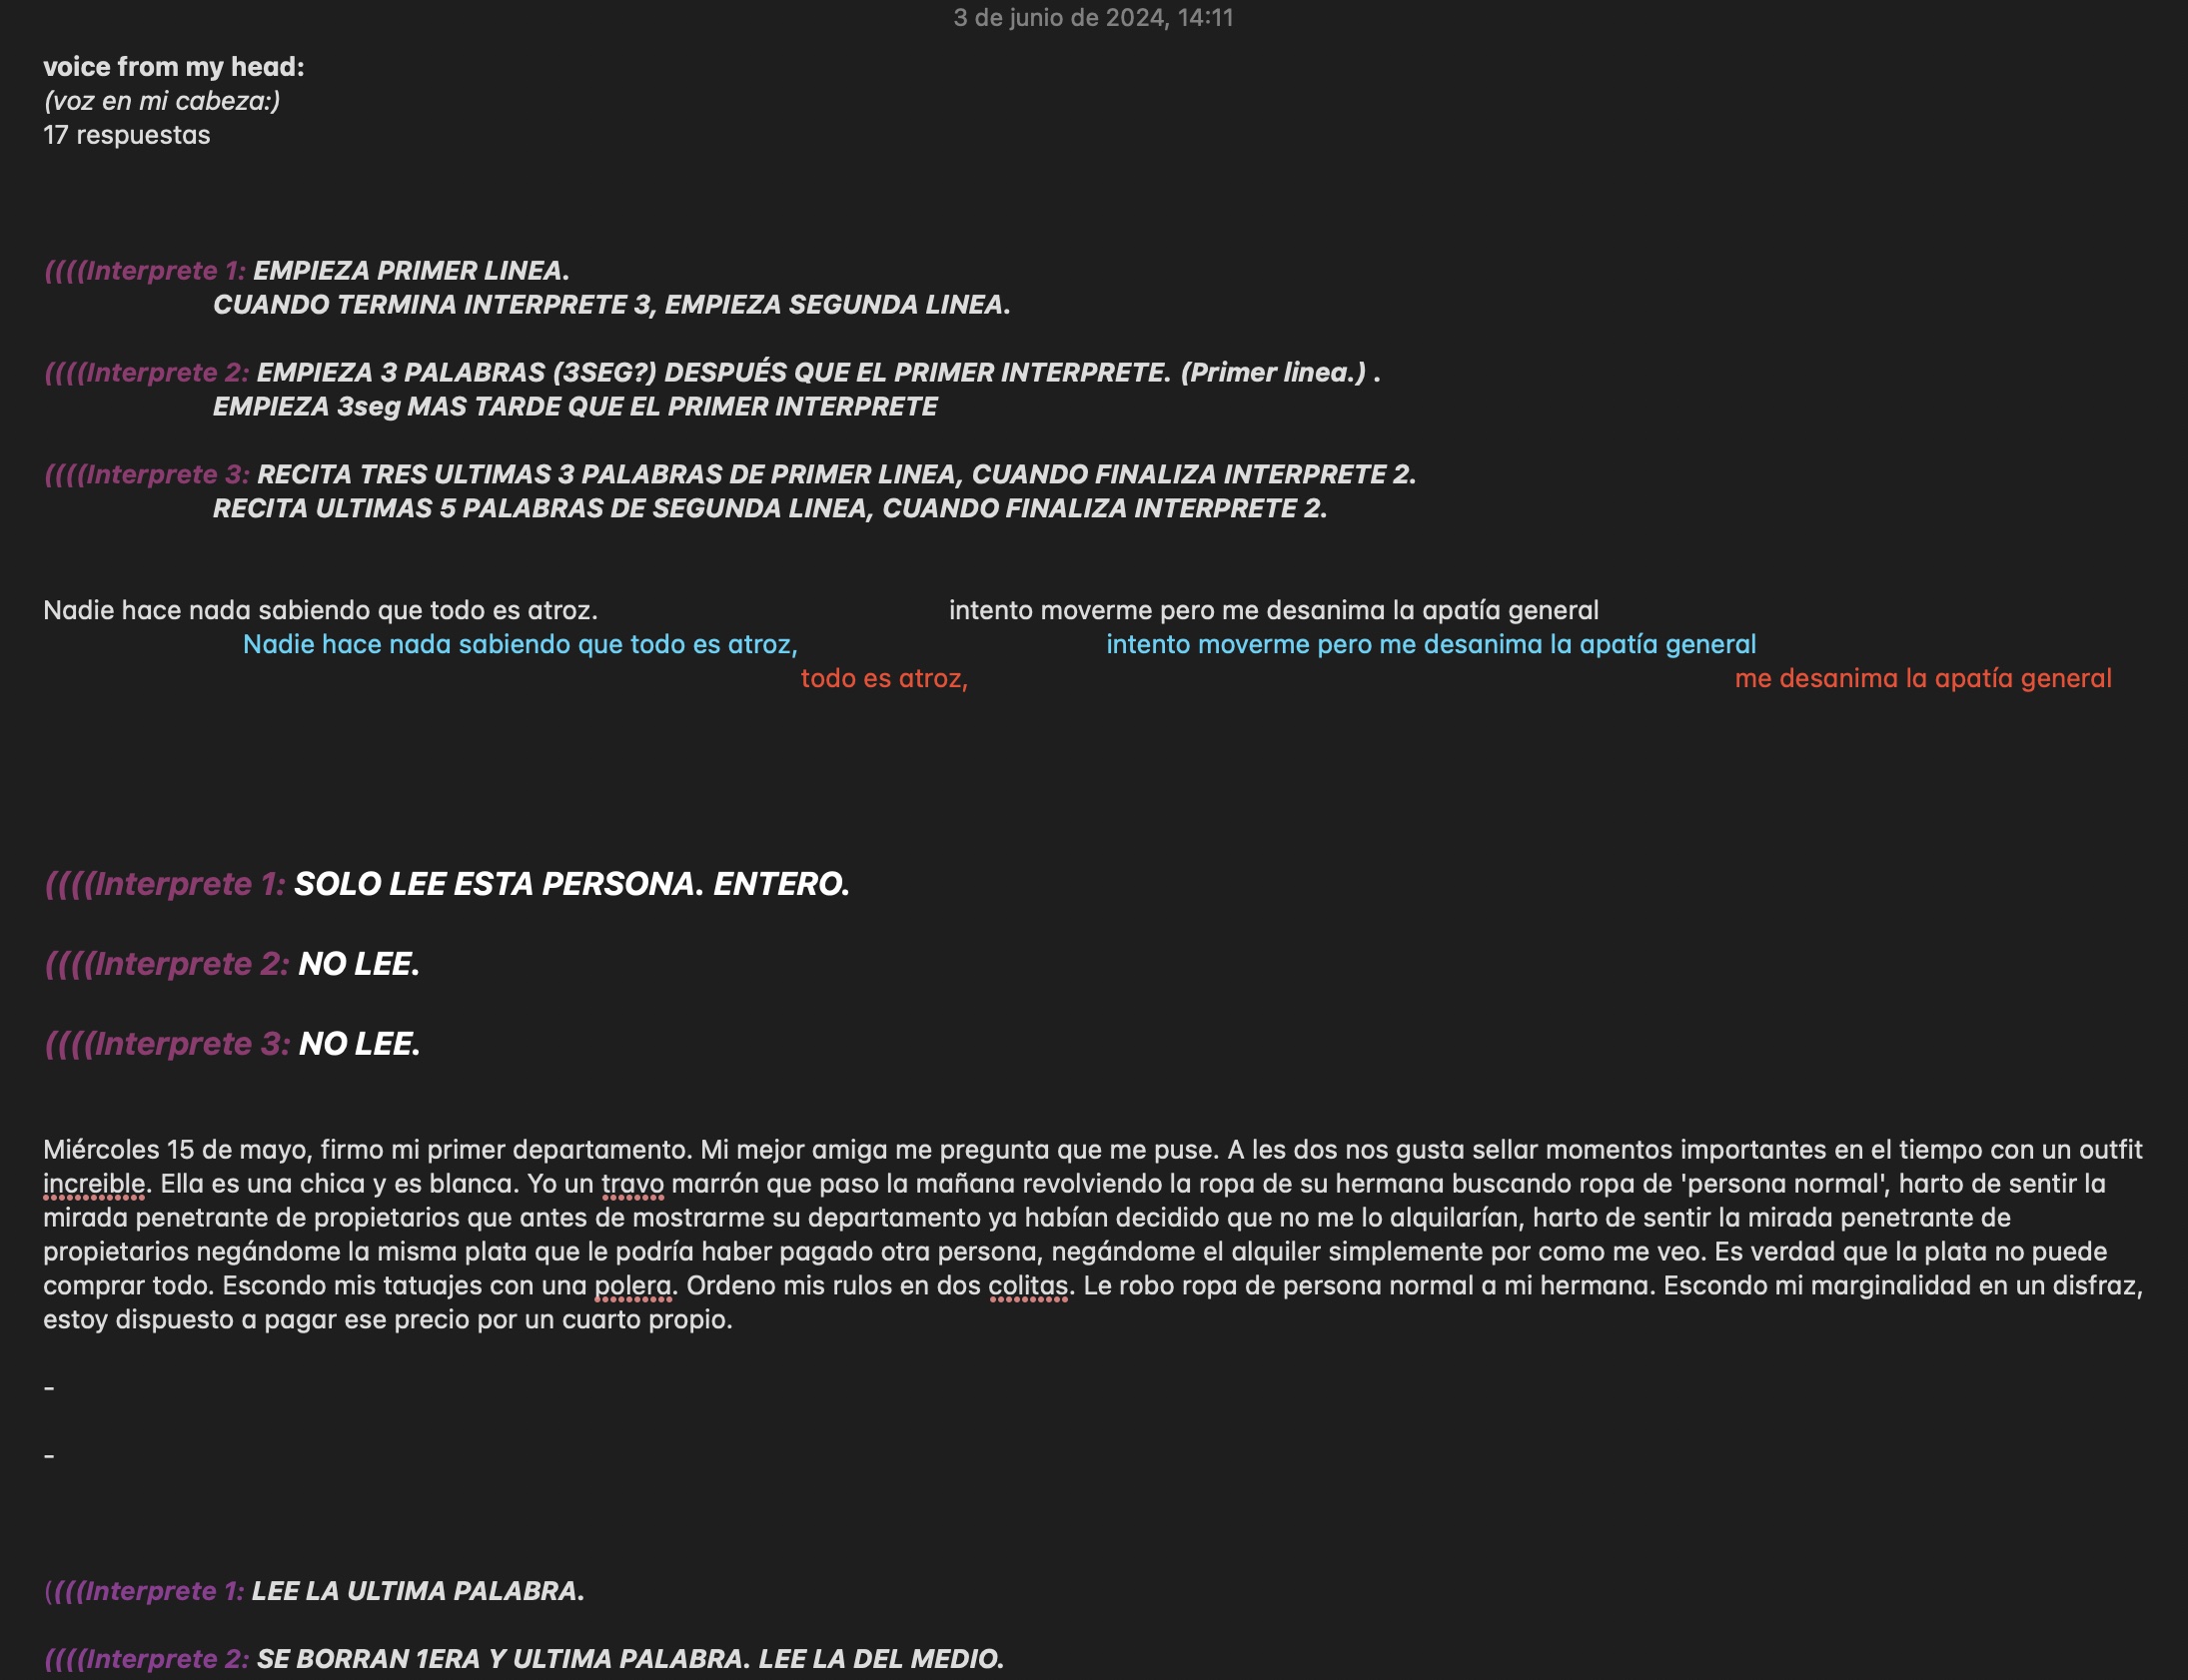 3 de junio de 2024, 14:11
voice from my head:
(voz en mi cabeza:)
17 respuestas
((((Interprete 1: EMPIEZA PRIMER LINEA.
CUANDO TERMINA INTERPRETE 3, EMPIEZA SEGUNDA LINEA.
((((Interprete 2: EMPIEZA 3 PALABRAS (3SEG?) DESPUÉS QUE EL PRIMER INTERPRETE. (Primer linea.) .
EMPIEZA 3seg MAS TARDE QUE EL PRIMER INTERPRETE
((((Interprete 3: RECITA TRES ULTIMAS 3 PALABRAS DE PRIMER LINEA, CUANDO FINALIZA INTERPRETE 2.
RECITA ULTIMAS 5 PALABRAS DE SEGUNDA LINEA, CUANDO FINALIZA INTERPRETE 2.
Nadie hace nada sabiendo que todo es atroz. intento moverme pero me desanima la apatía general
Nadie hace nada sabiendo que todo es atroz, intento moverme pero me desanima la apatía general
todo es atroz, me desanima la apatía general
((((Interprete 1: SOLO LEE ESTA PERSONA. ENTERO.
((((Interprete 2: NO LEE.
((((Interprete 3: NO LEE.
Miércoles 15 de mayo, firmo mi primer departamento. Mi mejor amiga me pregunta que me puse. A les dos nos gusta sellar momentos importantes en el tiempo con un outfit
increible. Ella es una chica y es blanca. Yo un travo marrón que paso la mañana revolviendo la ropa de su hermana buscando ropa de 'persona normal', harto de sentir la
mirada penetrante de propietarios que antes de mostrarme su departamento ya habían decidido que no me lo alquilarían, harto de sentir la mirada penetrante de
propietarios negándome la misma plata que le podría haber pagado otra persona, negándome el alquiler simplemente por como me veo. Es verdad que la plata no puede
comprar todo. Escondo mis tatuajes con una polera. Ordeno mis rulos en dos colitas. Le robo ropa de persona normal a mi hermana. Escondo mi marginalidad en un disfraz,
estoy dispuesto a pagar ese precio por un cuarto propio.
-
-
((((Interprete 1: LEE LA ULTIMA PALABRA.
((((Interprete 2: SE BORRAN 1ERA Y ULTIMA PALABRA. LEE LA DEL MEDIO.